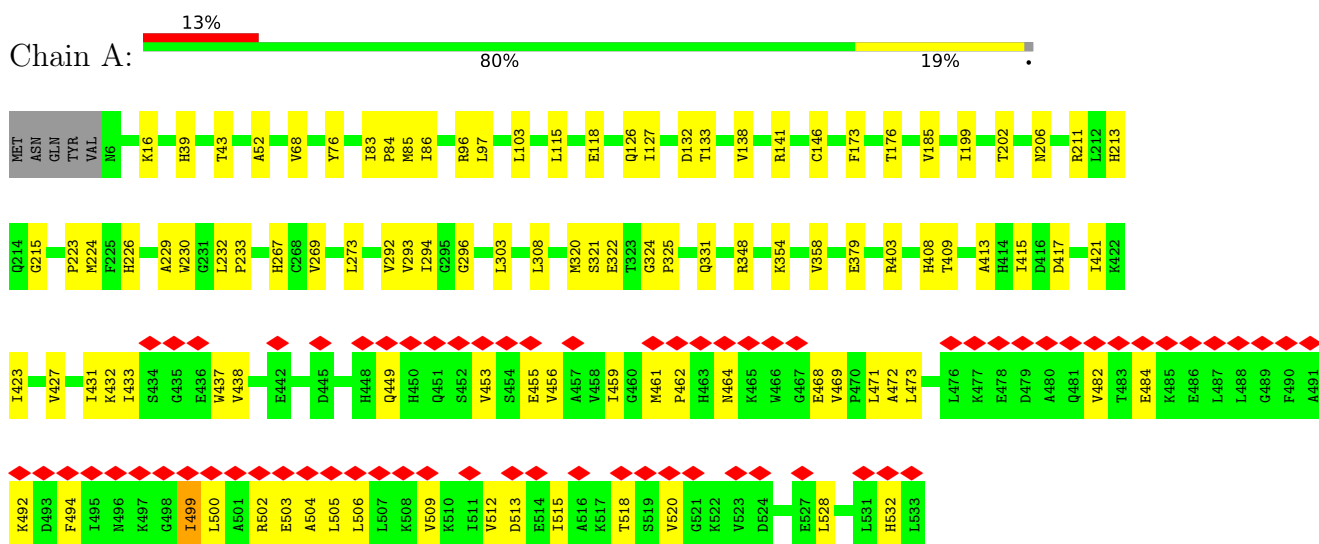 13%
Chain A:
80% 19% •
MET ASN GLN TYR VAL N6 K16 H39 T43 A52 V68 Y76 I83 P84 M85 I86 R96 L97 L103 L115 E118 Q126 I127 D132 T133 V138 R141 C146 F173 T176 V185 I199 T202 N206 R211 L212 H213
Q214 G215 P223 M224 F225 H226 A229 W230 G231 L232 P233 H267 C268 V269 L273 V292 V293 I294 G295 G296 L303 L308 M320 S321 E322 T323 G324 P325 Q331 R348 K354 V358 E379 R403 H408 T409 A413 H414 I415 D416 D417 I421 K422
I423 V427 I431 K432 I433 S434 G435 E436 W437 V438 E442 D445 H448 Q449 H450 Q451 S452 V453 S454 E455 V456 A457 V458 I459 G460 M461 P462 H463 N464 K465 W466 G467 E468 V469 P470 L471 A472 L473 L476 K477 E478 D479 A480 Q481 V482 T483 E484 K485 E486 L487 L488 G489 F490 A491
K492 D493 F494 I495 N496 K497 G498 I499 L500 A501 R502 E503 A504 L505 L506 L507 K508 V509 K510 I511 V512 D513 E514 I515 A516 K517 T518 S519 V520 G521 K522 V523 D524 E527 L528 L531 H532 L533